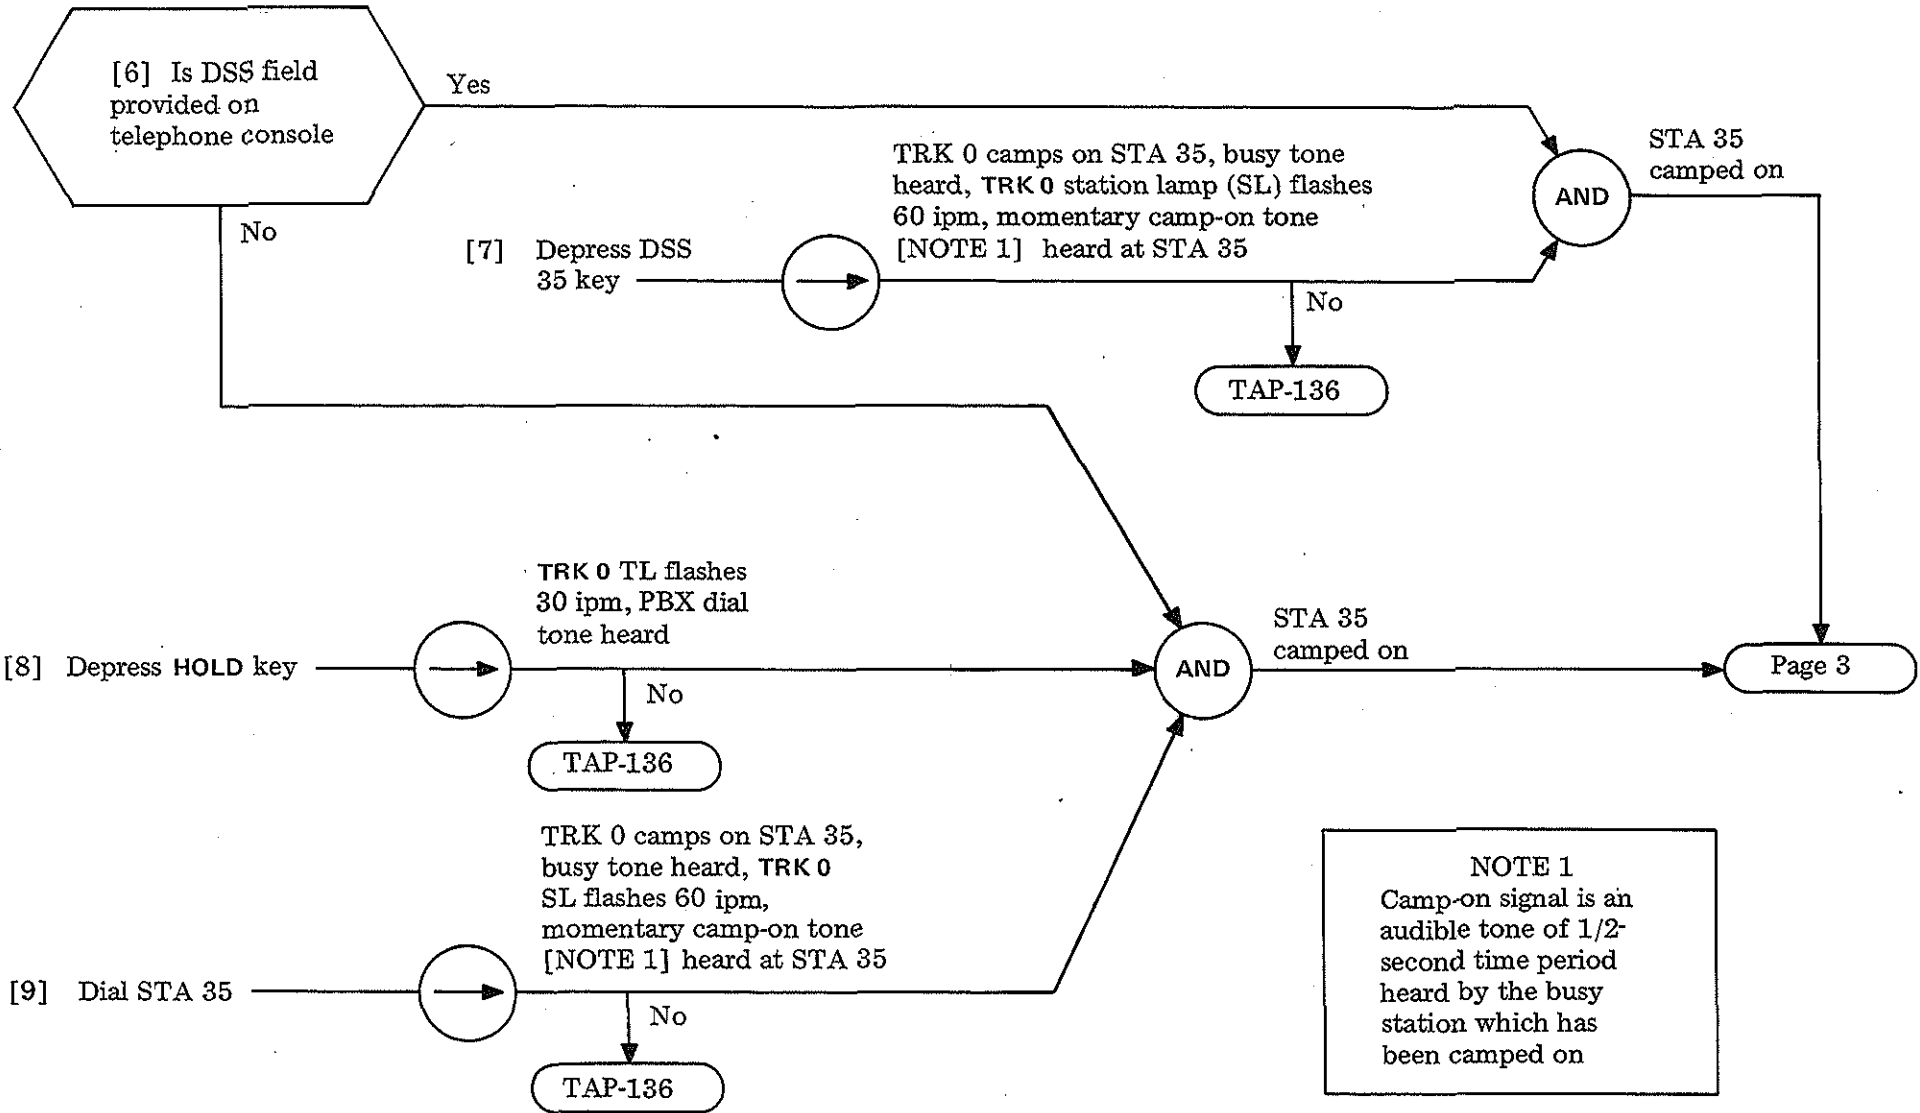 [6] Is DSS field
provided on
telephone console
Yes
No
[7] Depress DSS
35 key
TRK 0 camps on STA 35, busy tone
heard, TRK 0 station lamp (SL) flashes
60 ipm, momentary camp-on tone
[NOTE 1] heard at STA 35
No
TAP-136
AND
STA 35
camped on
[8] Depress HOLD key
TRK 0 TL flashes
30 ipm, PBX dial
tone heard
No
TAP-136
AND
STA 35
camped on
Page 3
[9] Dial STA 35
TRK 0 camps on STA 35,
busy tone heard, TRK 0
SL flashes 60 ipm,
momentary camp-on tone
[NOTE 1] heard at STA 35
No
TAP-136
NOTE 1
Camp-on signal is an
audible tone of 1/2-
second time period
heard by the busy
station which has
been camped on